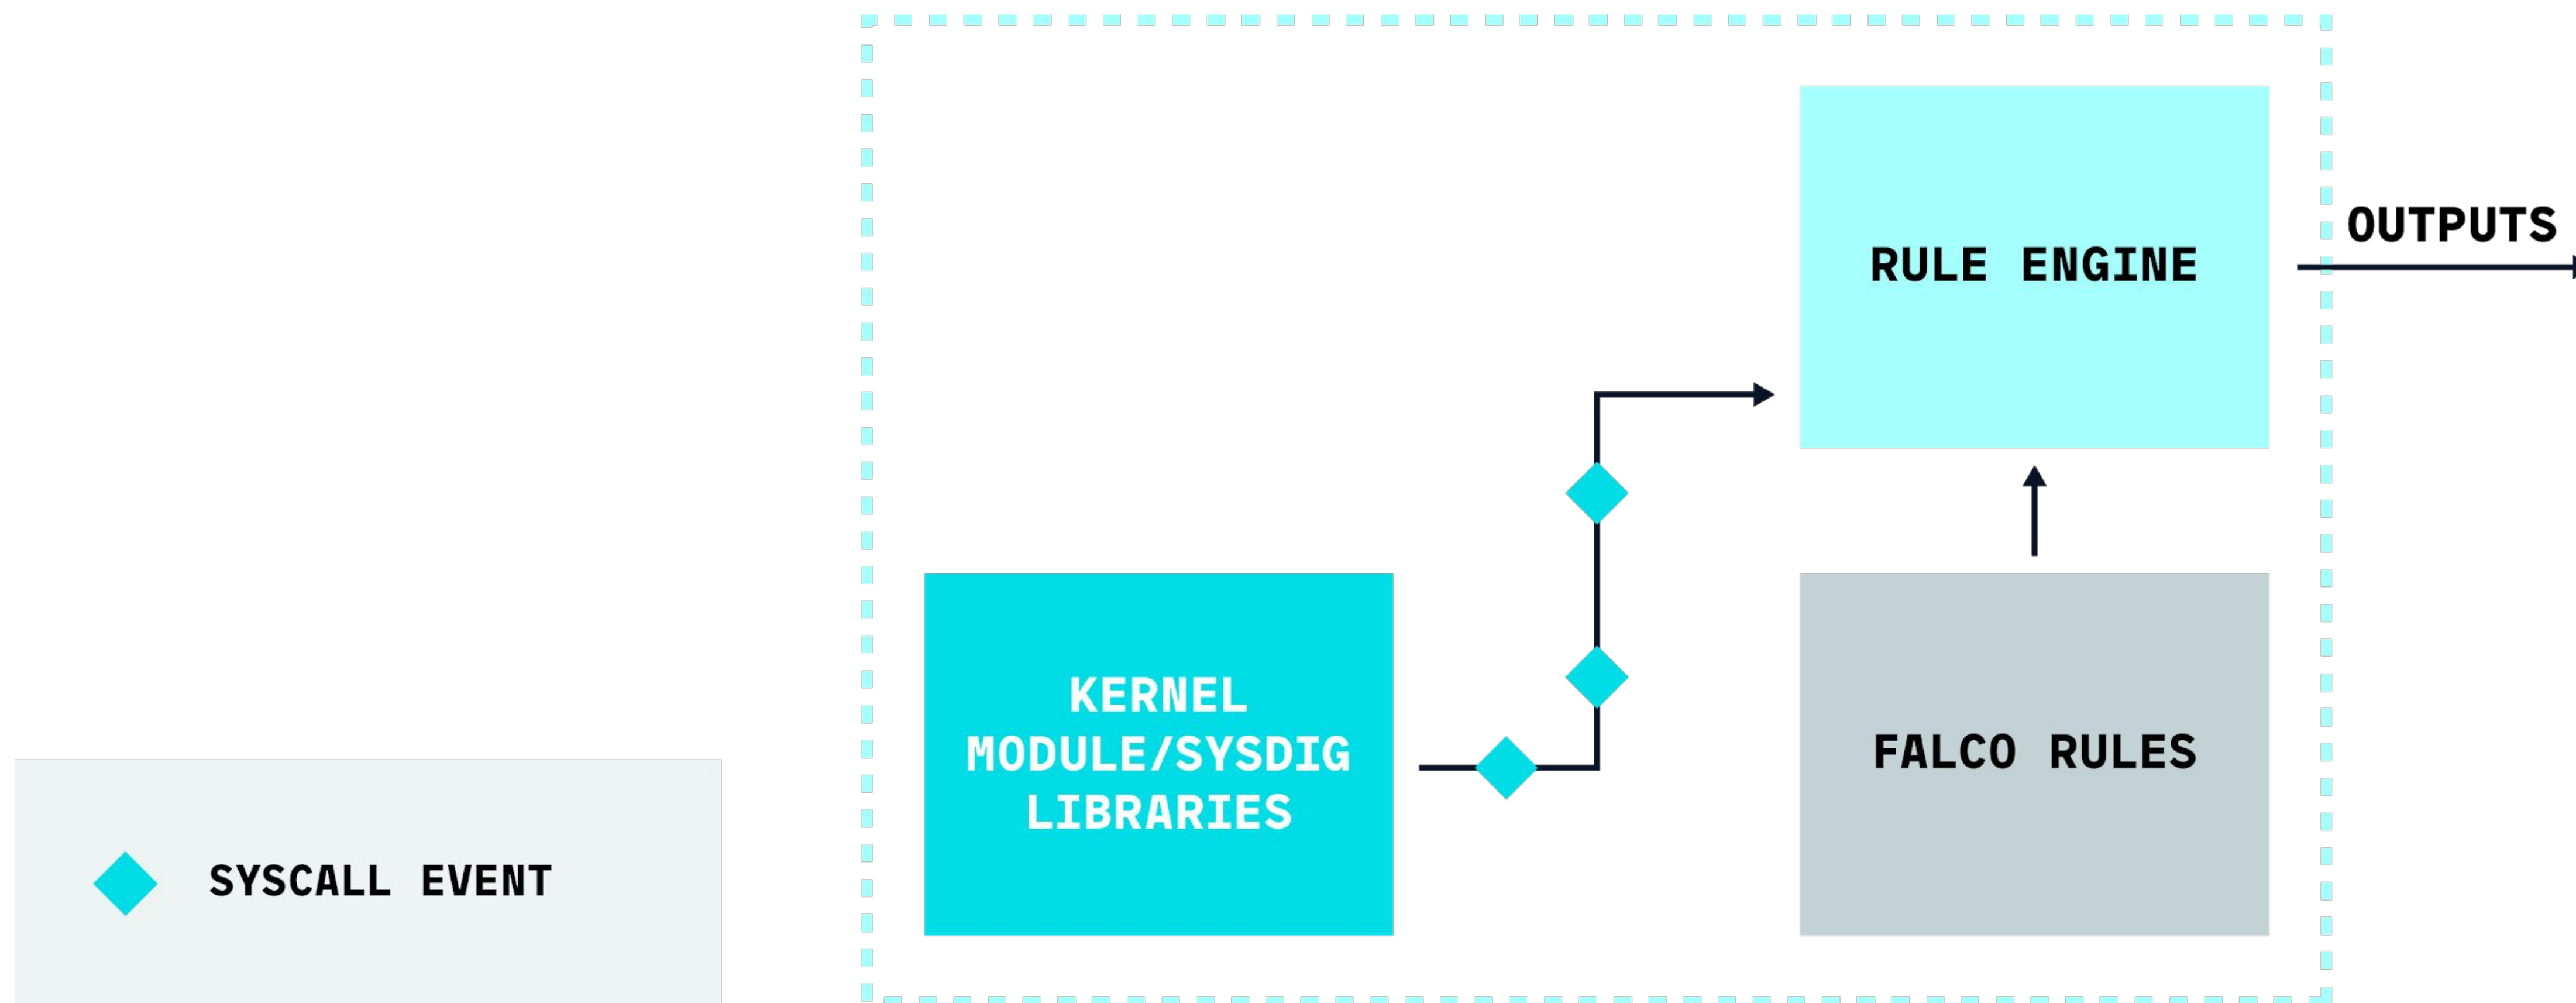 RULE ENGINE
OUTPUTS
KERNEL
MODULE/SYSDIG
LIBRARIES
FALCO RULES
SYSCALL EVENT